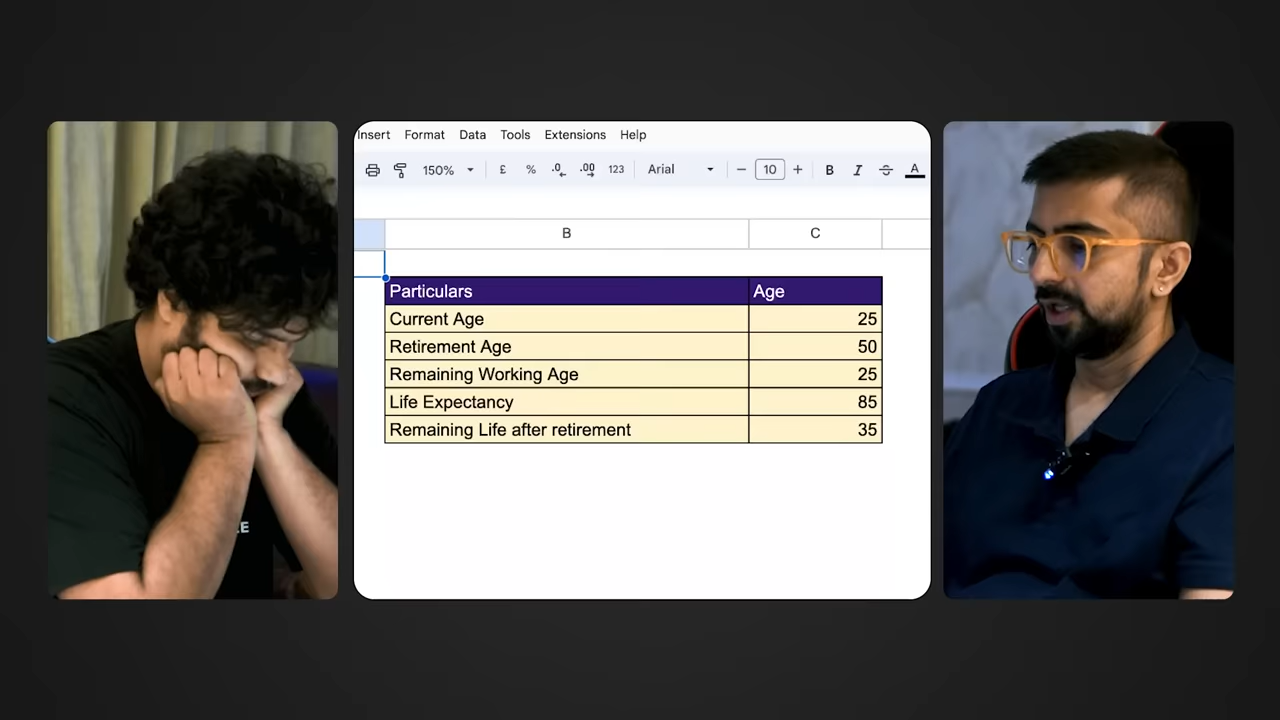 Insert Format Data Tools Extensions Help
150% £ % .0 .00 123 Arial 10 B I S A
B C
Particulars Age
Current Age 25
Retirement Age 50
Remaining Working Age 25
Life Expectancy 85
Remaining Life after retirement 35